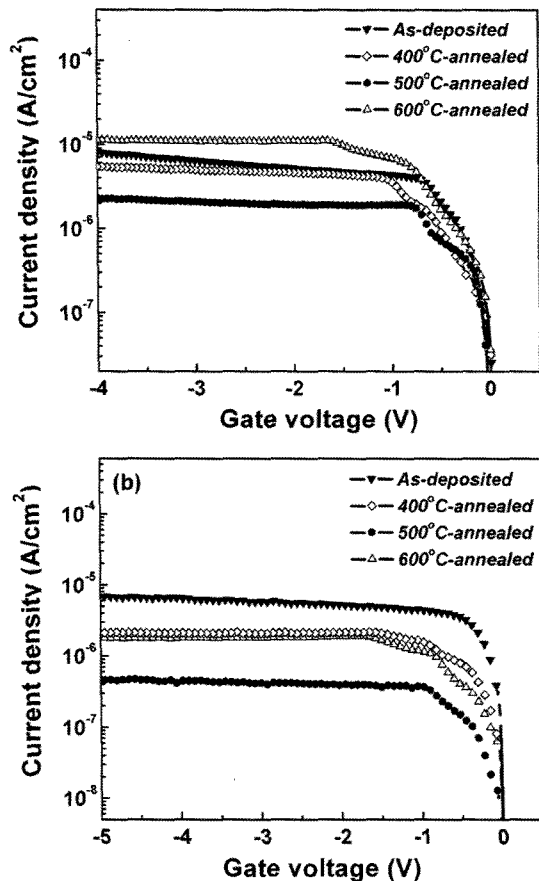 As-deposited
400°C-annealed
500°C-annealed
600°C-annealed
Current density (A/cm²)
10⁻⁴
10⁻⁵
10⁻⁶
10⁻⁷
-4 -3 -2 -1 0
Gate voltage (V)
(b)
As-deposited
400°C-annealed
500°C-annealed
600°C-annealed
Current density (A/cm²)
10⁻⁴
10⁻⁵
10⁻⁶
10⁻⁷
10⁻⁸
-5 -4 -3 -2 -1 0
Gate voltage (V)